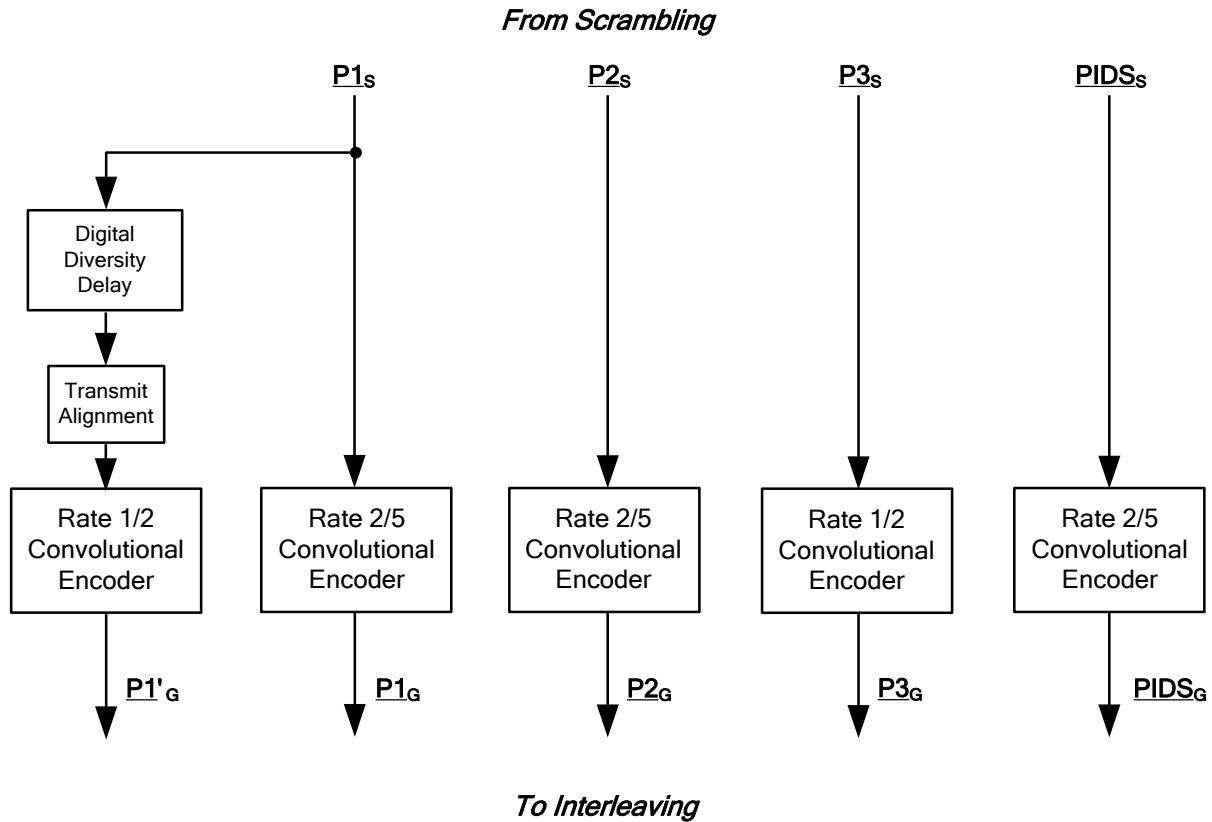 From Scrambling
P1S P2S P3S PIDSS
Digital
Diversity
Delay
Transmit
Alignment
Rate 1/2
Convolutional
Encoder
Rate 2/5
Convolutional
Encoder
Rate 2/5
Convolutional
Encoder
Rate 1/2
Convolutional
Encoder
Rate 2/5
Convolutional
Encoder
P1'G P1G P2G P3G PIDSG
To Interleaving